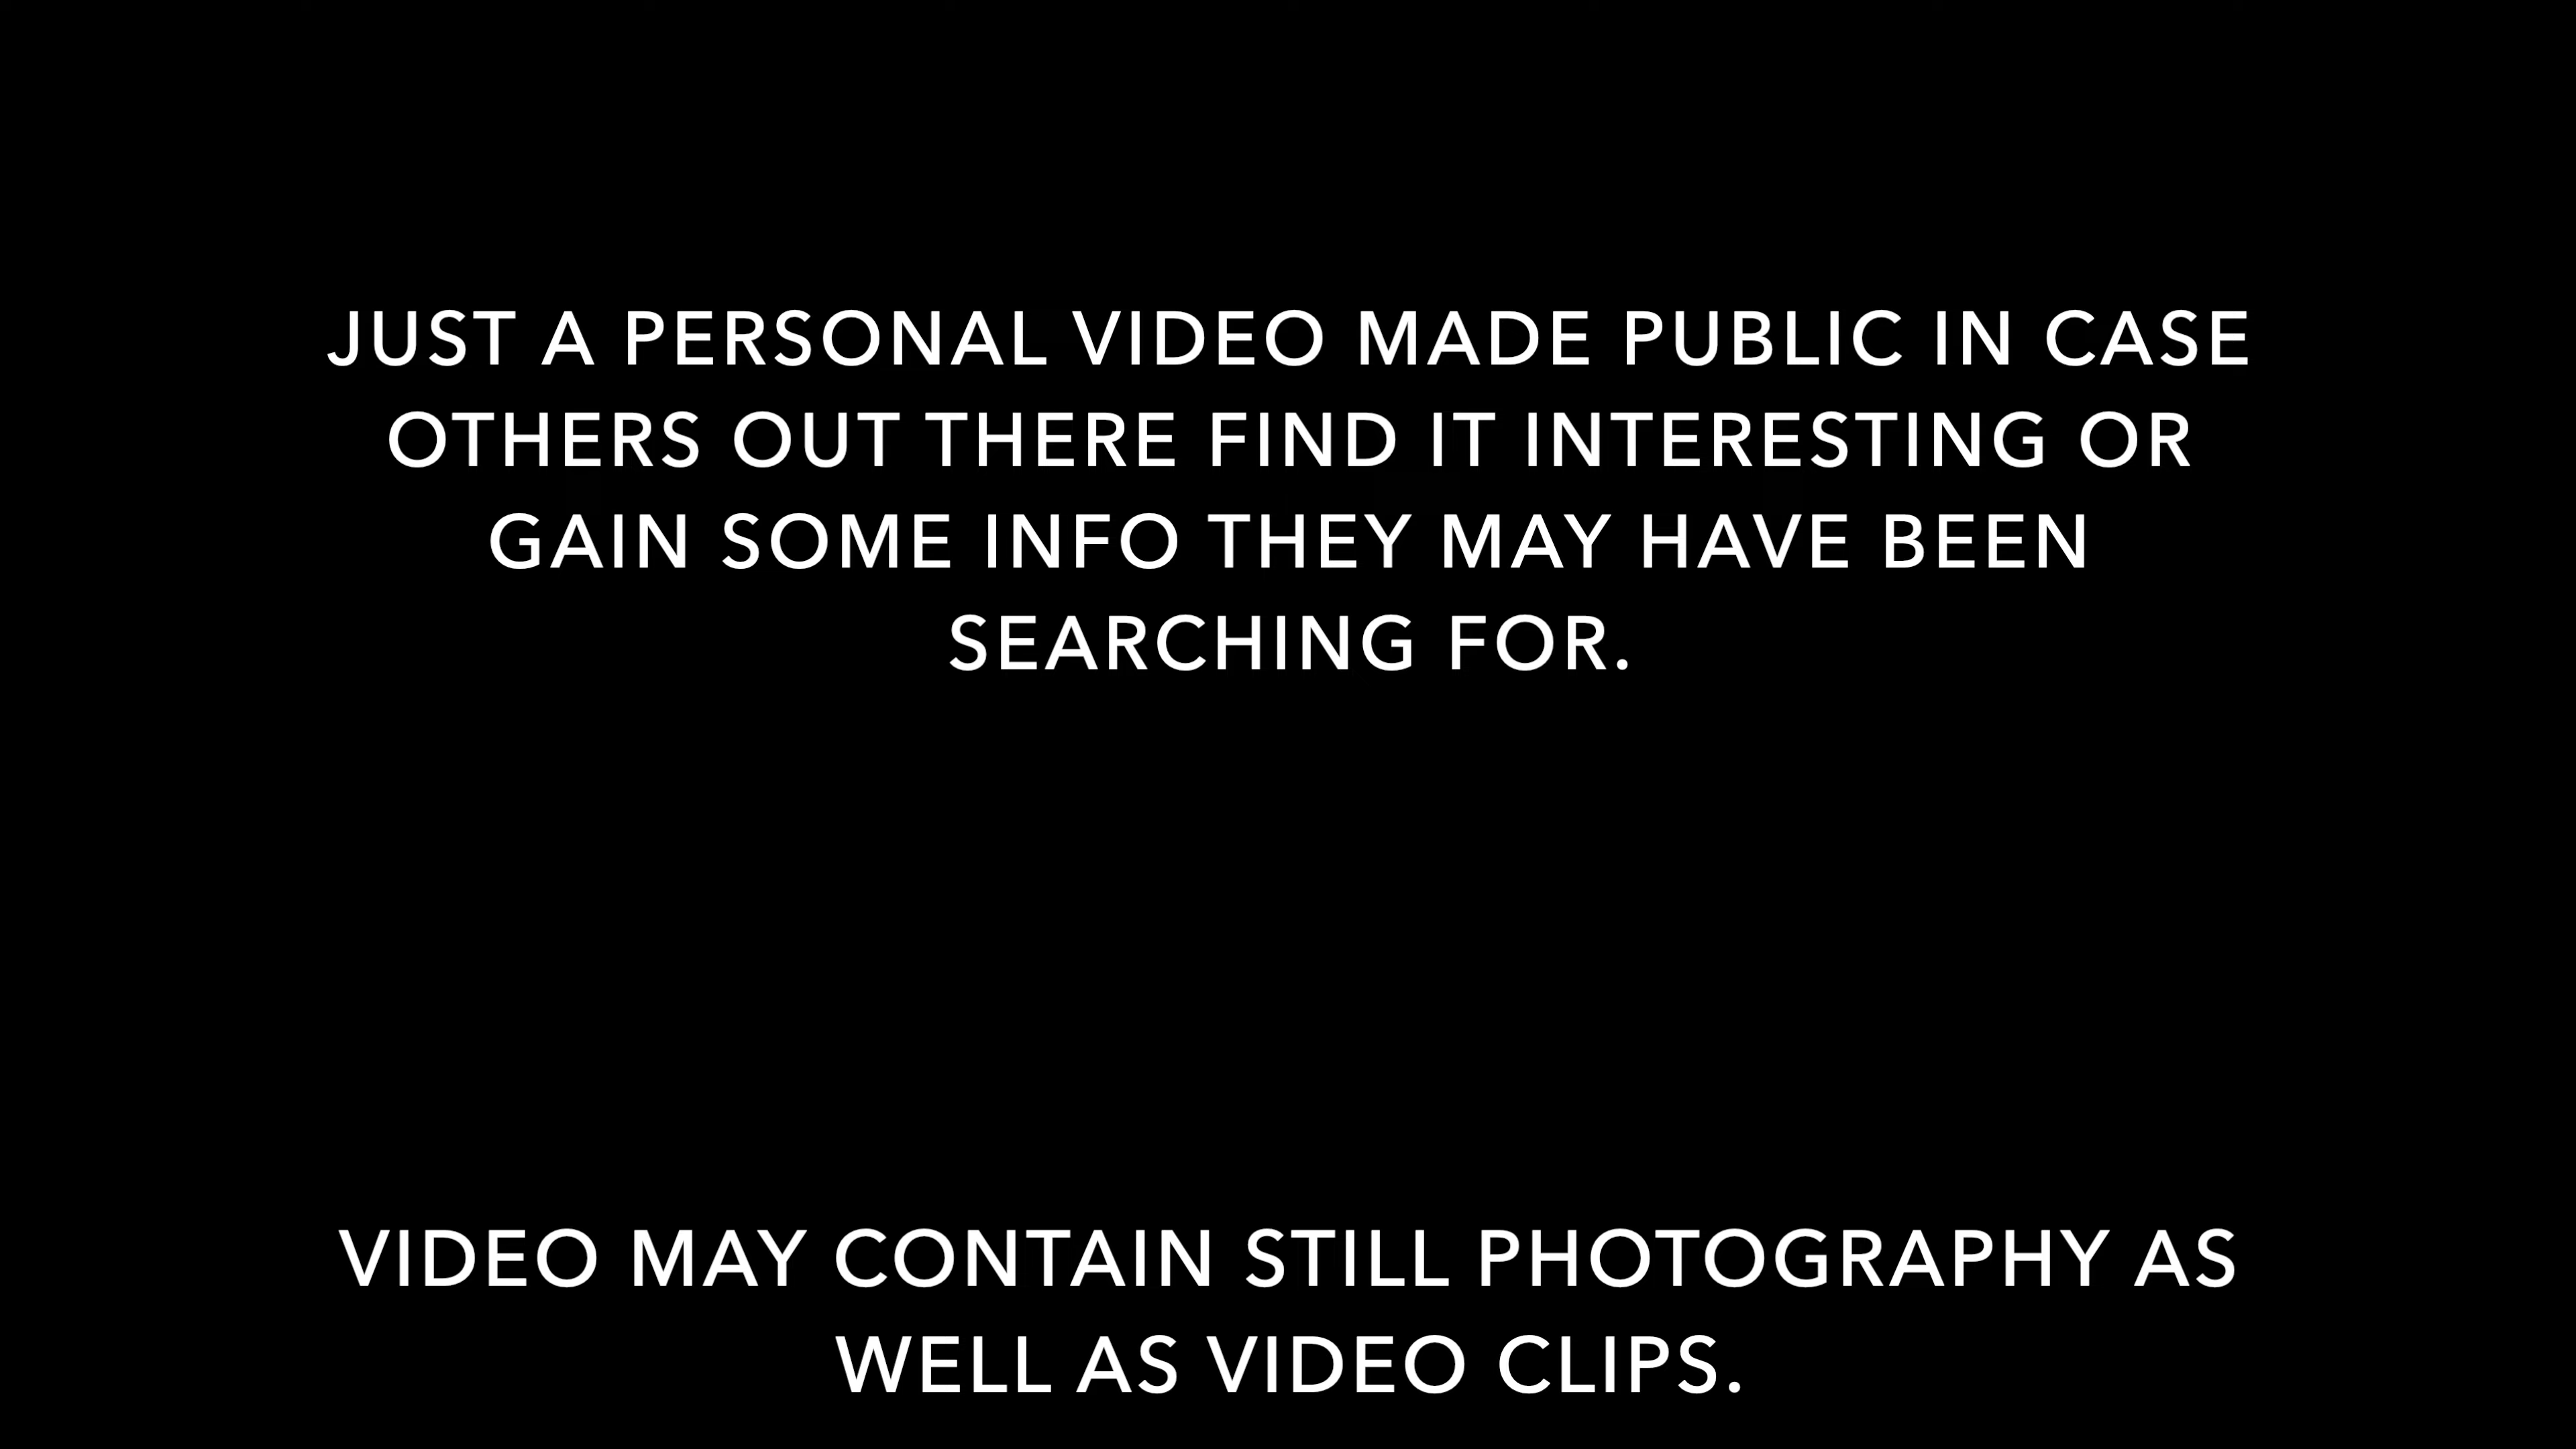 JUST A PERSONAL VIDEO MADE PUBLIC IN CASE
OTHERS OUT THERE FIND IT INTERESTING OR
GAIN SOME INFO THEY MAY HAVE BEEN
SEARCHING FOR.
VIDEO MAY CONTAIN STILL PHOTOGRAPHY AS
WELL AS VIDEO CLIPS.